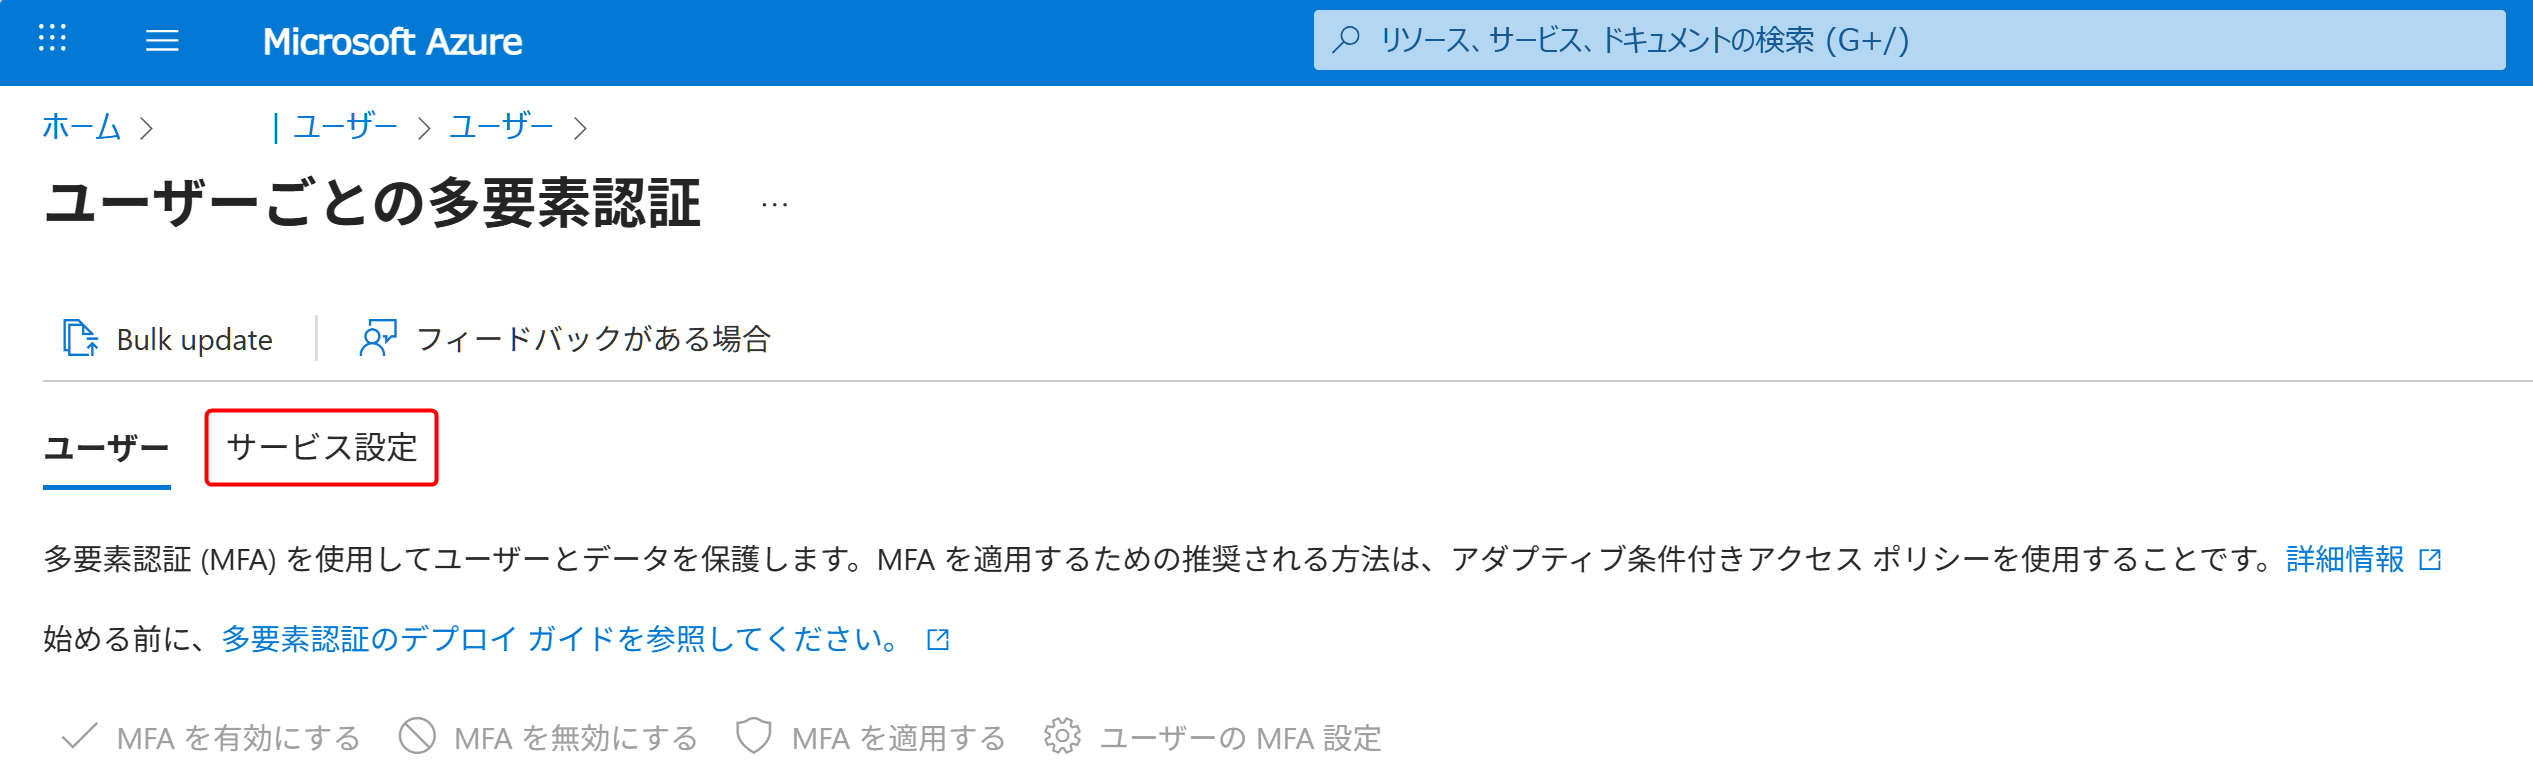 Microsoft Azure
リソース、サービス、ドキュメントの検索 (G+/)
ホーム > | ユーザー > ユーザー >
ユーザーごとの多要素認証 …
Bulk update | フィードバックがある場合
ユーザー サービス設定
多要素認証 (MFA) を使用してユーザーとデータを保護します。MFA を適用するための推奨される方法は、アダプティブ条件付きアクセス ポリシーを使用することです。詳細情報
始める前に、多要素認証のデプロイ ガイドを参照してください。
MFA を有効にする MFA を無効にする MFA を適用する ユーザーの MFA 設定